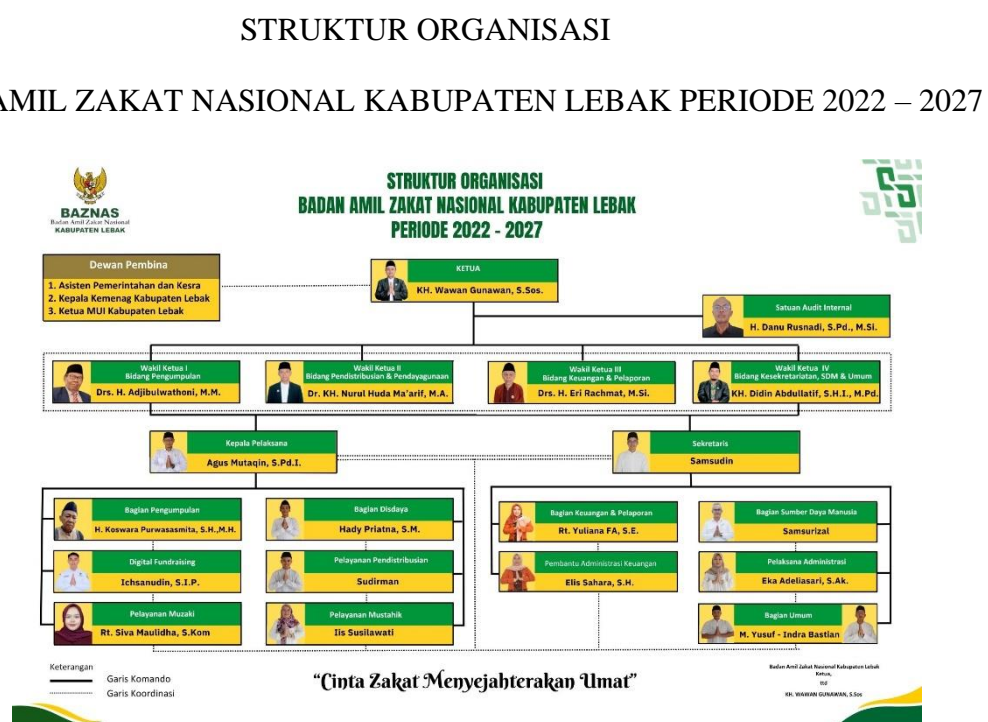 STRUKTUR ORGANISASI
AMIL ZAKAT NASIONAL KABUPATEN LEBAK PERIODE 2022 – 2027
BAZNAS
Badan Amil Zakat Nasional
KABUPATEN LEBAK
STRUKTUR ORGANISASI
BADAN AMIL ZAKAT NASIONAL KABUPATEN LEBAK
PERIODE 2022 - 2027
Dewan Pembina
1. Asisten Pemerintahan dan Kesra
2. Kepala Kemenag Kabupaten Lebak
3. Ketua MUI Kabupaten Lebak
KETUA
KH. Wawan Gunawan, S.Sos.
Satuan Audit Internal
H. Danu Rusnadi, S.Pd., M.Si.
Wakil Ketua I
Bidang Pengumpulan
Drs. H. Adjibulwathoni, M.M.
Wakil Ketua II
Bidang Pendistribusian & Pendayagunaan
Dr. KH. Nurul Huda Ma'arif, M.A.
Wakil Ketua III
Bidang Keuangan & Pelaporan
Drs. H. Eri Rachmat, M.Si.
Wakil Ketua IV
Bidang Kesekretariatan, SDM & Umum
KH. Didin Abdullatif, S.H.I., M.Pd.
Kepala Pelaksana
Agus Mutaqin, S.Pd.I.
Sekretaris
Samsudin
Bagian Pengumpulan
H. Koswara Purwasasmita, S.H.,M.H.
Bagian Disdaya
Hady Priatna, S.M.
Bagian Keuangan & Pelaporan
Rt. Yuliana FA, S.E.
Bagian Sumber Daya Manusia
Samsurizal
Digital Fundraising
Ichsanudin, S.I.P.
Pelayanan Pendistribusian
Sudirman
Pembantu Administrasi Keuangan
Elis Sahara, S.H.
Pelaksana Administrasi
Eka Adeliasari, S.Ak.
Pelayanan Muzaki
Rt. Siva Maulidha, S.Kom
Pelayanan Mustahik
Iis Susilawati
Bagian Umum
M. Yusuf - Indra Bastian
Keterangan
Garis Komando
Garis Koordinasi
"Cinta Zakat Menyejahterakan Umat"
Badan Amil Zakat Nasional Kabupaten Lebak
Ketua,
ttd
KH. WAWAN GUNAWAN, S.Sos